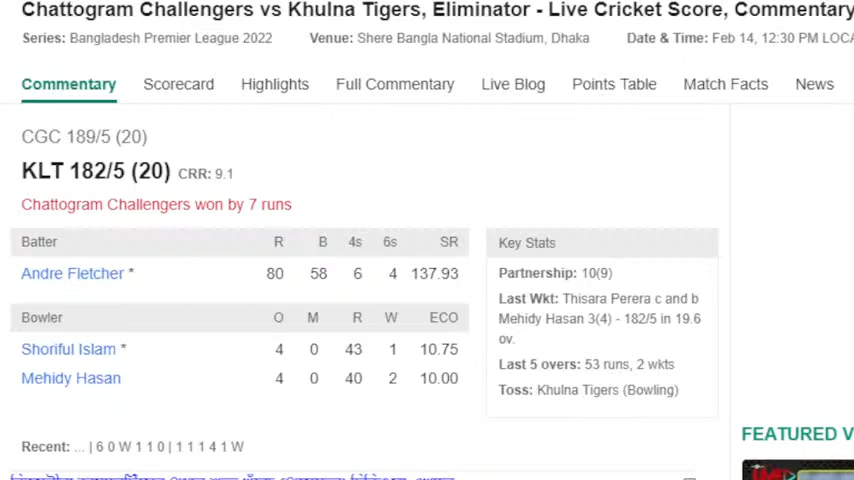 Chattogram Challengers vs Khulna Tigers, Eliminator - Live Cricket Score, Commentary
Series: Bangladesh Premier League 2022 Venue: Shere Bangla National Stadium, Dhaka Date & Time: Feb 14, 12:30 PM LOCA
Commentary Scorecard Highlights Full Commentary Live Blog Points Table Match Facts News
CGC 189/5 (20)
KLT 182/5 (20) CRR: 9.1
Chattogram Challengers won by 7 runs
Batter R B 4s 6s SR
Andre Fletcher * 80 58 6 4 137.93
Bowler O M R W ECO
Shoriful Islam * 4 0 43 1 10.75
Mehidy Hasan 4 0 40 2 10.00
Key Stats
Partnership: 10(9)
Last Wkt: Thisara Perera c and b
Mehidy Hasan 3(4) - 182/5 in 19.6
ov.
Last 5 overs: 53 runs, 2 wkts
Toss: Khulna Tigers (Bowling)
Recent: ... | 6 0 W 1 1 0 | 1 1 1 4 1 W
FEATURED V